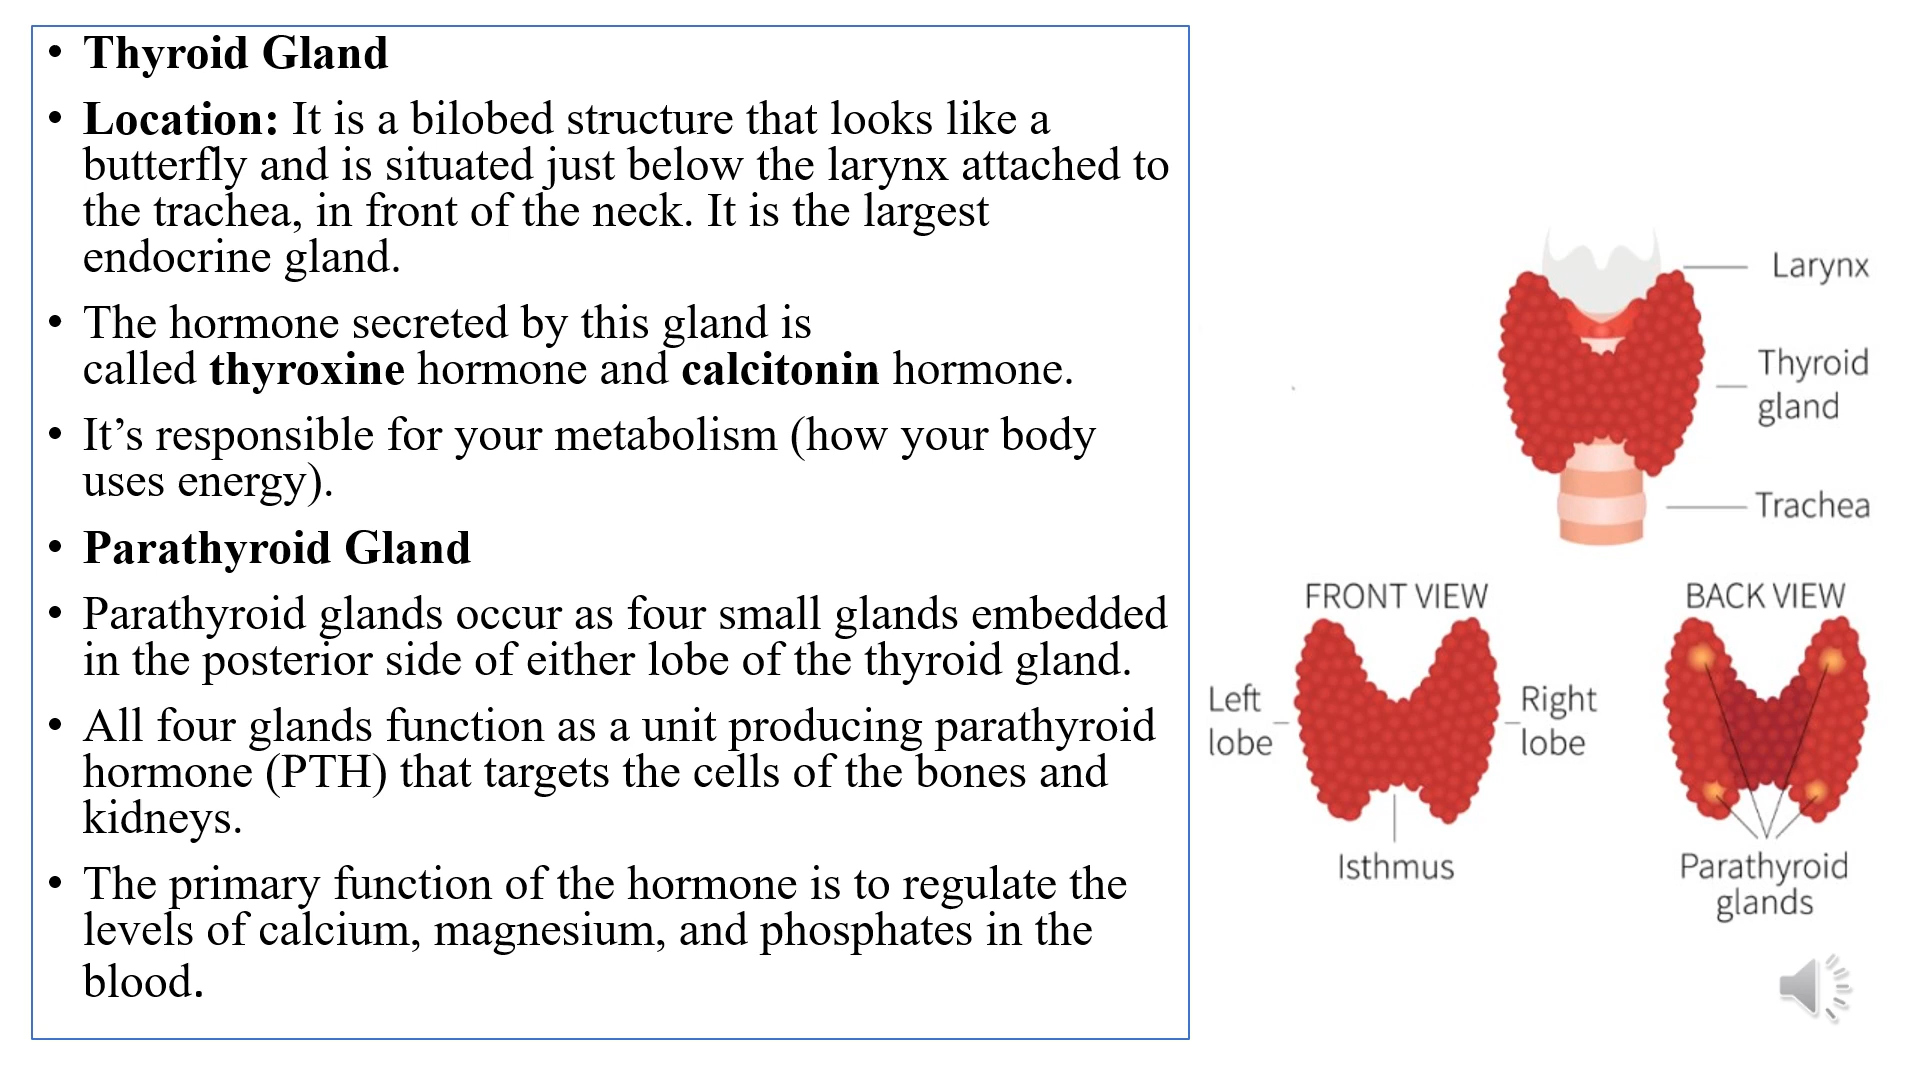 • Thyroid Gland
• Location: It is a bilobed structure that looks like a
butterfly and is situated just below the larynx attached to
the trachea, in front of the neck. It is the largest
endocrine gland.
• The hormone secreted by this gland is
called thyroxine hormone and calcitonin hormone.
• It’s responsible for your metabolism (how your body
uses energy).
• Parathyroid Gland
• Parathyroid glands occur as four small glands embedded
in the posterior side of either lobe of the thyroid gland.
• All four glands function as a unit producing parathyroid
hormone (PTH) that targets the cells of the bones and
kidneys.
• The primary function of the hormone is to regulate the
levels of calcium, magnesium, and phosphates in the
blood.
Larynx
Thyroid
gland
Trachea
FRONT VIEW
Left
lobe
Right
lobe
Isthmus
BACK VIEW
Parathyroid
glands